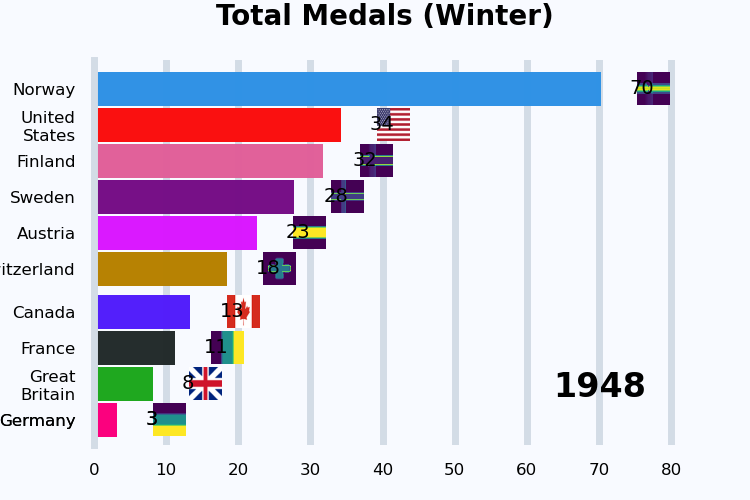 Total Medals (Winter)
Norway
70
United
States
34
Finland
32
Sweden
28
Austria
23
itzerland
18
Canada
13
France
11
Great
Britain
8
1948
Germany
3
0 10 20 30 40 50 60 70 80